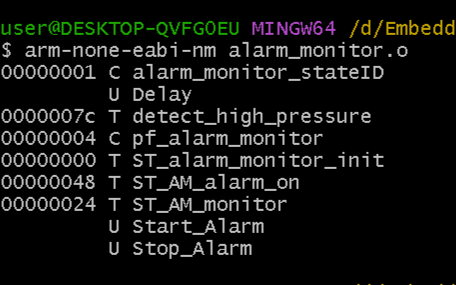 user@DESKTOP-QVFG0EU MINGW64 /d/Embedd
$ arm-none-eabi-nm alarm_monitor.o
00000001 C alarm_monitor_stateID
         U Delay
0000007c T detect_high_pressure
00000004 C pf_alarm_monitor
00000000 T ST_alarm_monitor_init
00000048 T ST_AM_alarm_on
00000024 T ST_AM_monitor
         U Start_Alarm
         U Stop_Alarm